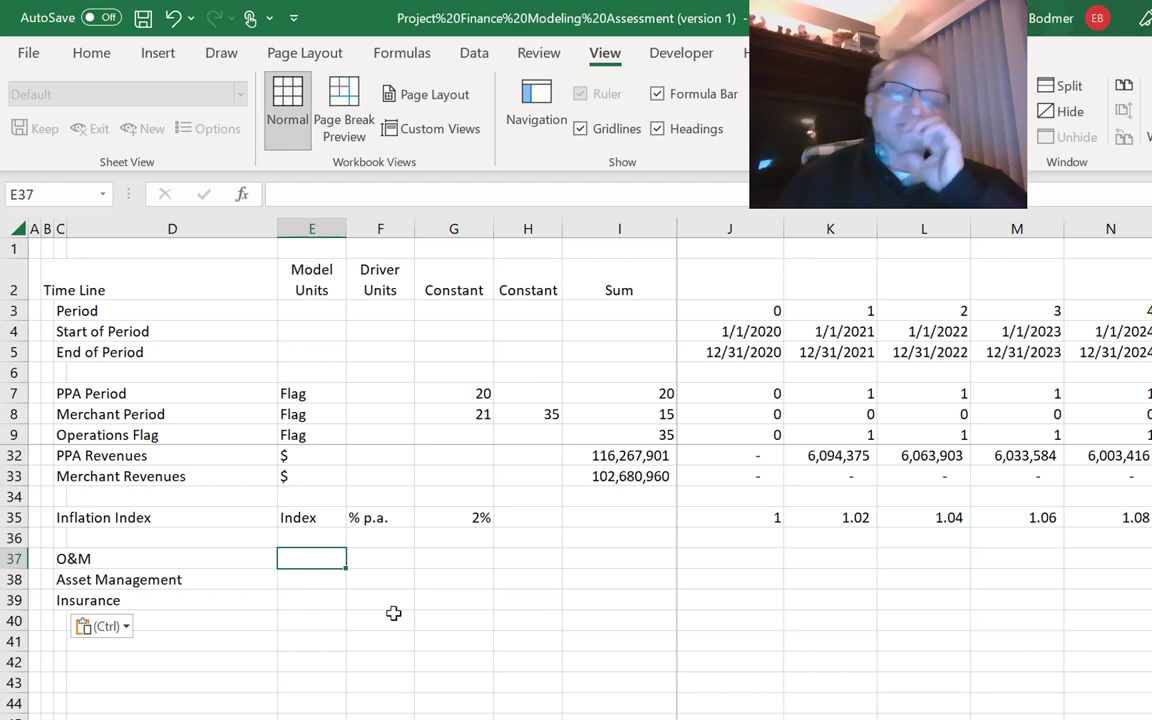 AutoSave Off Project%20Finance%20Modeling%20Assessment (version 1) - Bodmer EB
File Home Insert Draw Page Layout Formulas Data Review View Developer
Default
Keep Exit New Options
Sheet View
Normal
Page Break Preview
Page Layout
Custom Views
Workbook Views
Navigation
Ruler Formula Bar
Gridlines Headings
Show
Split
Hide
Unhide
Window
E37 fx
A B C D E F G H I J K L M N
1
2 Time Line Model Units Driver Units Constant Constant Sum
3 Period 0 1 2 3 4
4 Start of Period 1/1/2020 1/1/2021 1/1/2022 1/1/2023 1/1/2024
5 End of Period 12/31/2020 12/31/2021 12/31/2022 12/31/2023 12/31/2024
6
7 PPA Period Flag 20 20 0 1 1 1 1
8 Merchant Period Flag 21 35 15 0 0 0 0 0
9 Operations Flag Flag 35 0 1 1 1 1
32 PPA Revenues $ 116,267,901 - 6,094,375 6,063,903 6,033,584 6,003,416
33 Merchant Revenues $ 102,680,960 - - - - -
34
35 Inflation Index Index % p.a. 2% 1 1.02 1.04 1.06 1.08
36
37 O&M
38 Asset Management
39 Insurance
40 (Ctrl)
41
42
43
44